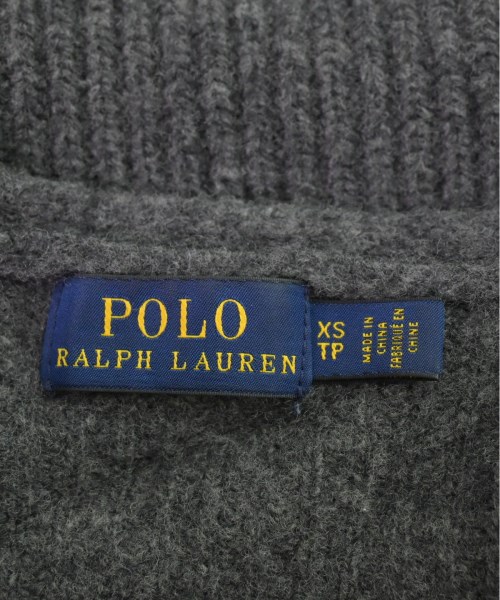 POLO
RALPH LAUREN
XS
TP
MADE IN
CHINA
FABRIQUÉ EN
CHINE